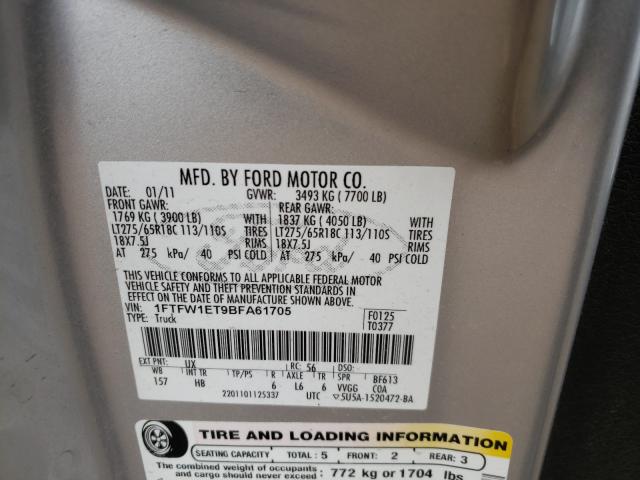 MFD. BY FORD MOTOR CO.
DATE: 01/11 GVWR: 3493 KG ( 7700 LB)
FRONT GAWR: REAR GAWR:
1769 KG ( 3900 LB) WITH 1837 KG ( 4050 LB) WITH
LT275/65R18C 113/110S TIRES LT275/65R18C 113/110S TIRES
18X7.5J RIMS 18X7.5J RIMS
AT 275 kPa/ 40 PSI COLD AT 275 kPa/ 40 PSI COLD
THIS VEHICLE CONFORMS TO ALL APPLICABLE FEDERAL MOTOR
VEHICLE SAFETY AND THEFT PREVENTION STANDARDS IN
EFFECT ON THE DATE OF MANUFACTURE SHOWN ABOVE.
VIN: 1FTFW1ET9BFA61705 F0125
TYPE: Truck T0377
EXT PNT: UX RC: 56 BF613
WB INT TR TP/PS R AXLE TR SPR COA
157 HB 6 L6 6 VVGG
2201101125337 UTC ▽5U5A-1520472-BA
TIRE AND LOADING INFORMATION
SEATING CAPACITY TOTAL : 5 FRONT : 2 REAR: 3
The combined weight of occupants 772 kg or 1704 lbs
and cargo should never exceed :